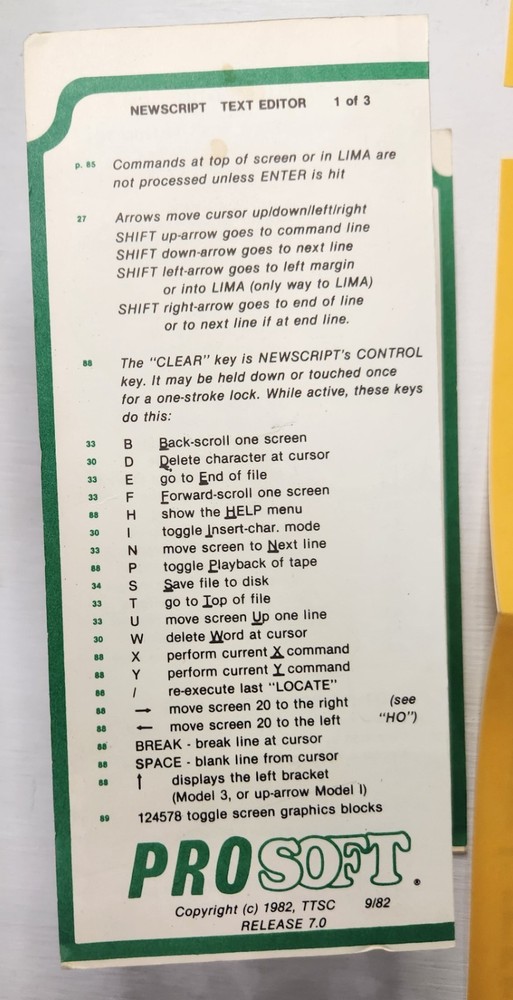 NEWSCRIPT TEXT EDITOR 1 of 3
p. 85 Commands at top of screen or in LIMA are
not processed unless ENTER is hit
27 Arrows move cursor up/down/left/right
SHIFT up-arrow goes to command line
SHIFT down-arrow goes to next line
SHIFT left-arrow goes to left margin
or into LIMA (only way to LIMA)
SHIFT right-arrow goes to end of line
or to next line if at end line.
88 The "CLEAR" key is NEWSCRIPT's CONTROL
key. It may be held down or touched once
for a one-stroke lock. While active, these keys
do this:
33 B Back-scroll one screen
30 D Delete character at cursor
33 E go to End of file
33 F Forward-scroll one screen
88 H show the HELP menu
30 I toggle Insert-char. mode
33 N move screen to Next line
88 P toggle Playback of tape
34 S Save file to disk
33 T go to Top of file
33 U move screen Up one line
30 W delete Word at cursor
88 X perform current X command
88 Y perform current Y command
88 / re-execute last "LOCATE"
88 → move screen 20 to the right (see
88 ← move screen 20 to the left "HO")
88 BREAK - break line at cursor
88 SPACE - blank line from cursor
88 ↑ displays the left bracket
(Model 3, or up-arrow Model I)
89 124578 toggle screen graphics blocks
PROSOFT®
Copyright (c) 1982, TTSC 9/82
RELEASE 7.0